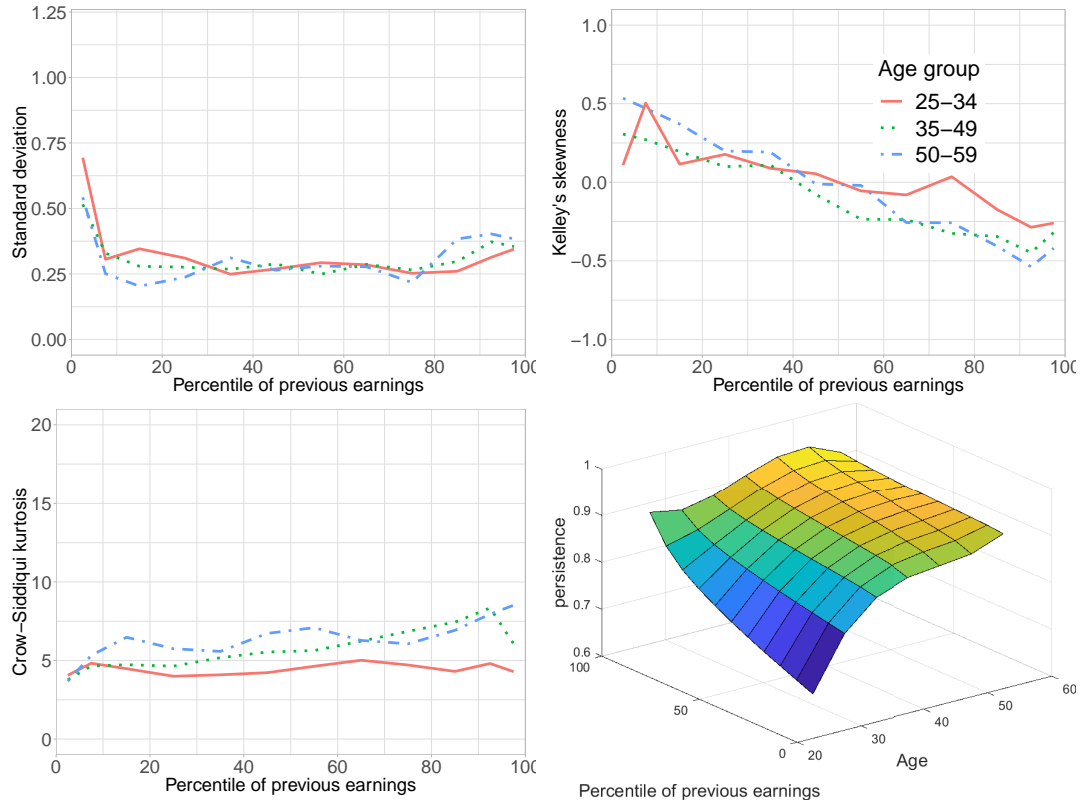 1.25
1.00
0.75
0.50
0.25
0.00
Standard deviation
0 20 40 60 80 100
Percentile of previous earnings
1.0
0.5
0.0
−0.5
−1.0
Kelley's skewness
Age group
25−34
35−49
50−59
0 20 40 60 80 100
Percentile of previous earnings
20
15
10
5
0
Crow−Siddiqui kurtosis
0 20 40 60 80 100
Percentile of previous earnings
1
0.9
0.8
0.7
0.6
persistence
100
50
0
20
30
40
50
60
Age
Percentile of previous earnings